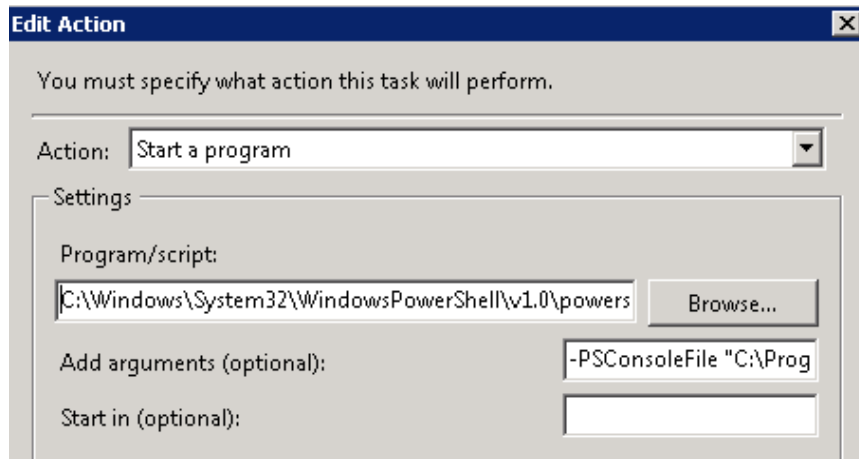 Edit Action
You must specify what action this task will perform.
Action: Start a program
Settings
Program/script:
C:\Windows\System32\WindowsPowerShell\v1.0\powers Browse...
Add arguments (optional): -PSConsoleFile "C:\Prog
Start in (optional):